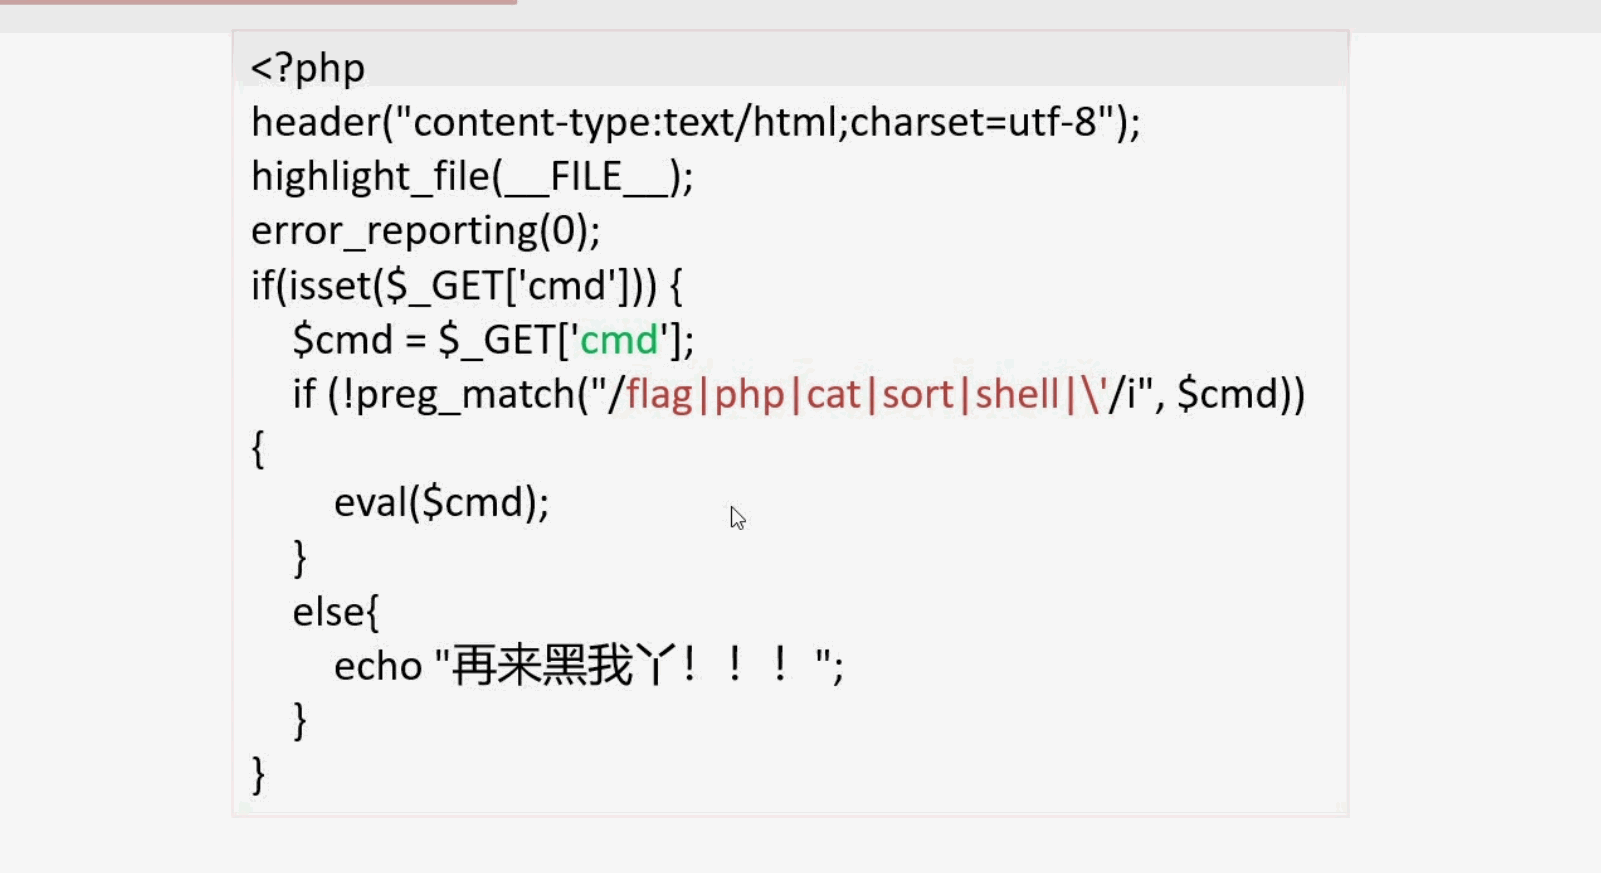 <?php
header("content-type:text/html;charset=utf-8");
highlight_file(__FILE__);
error_reporting(0);
if(isset($_GET['cmd'])) {
$cmd = $_GET['cmd'];
if (!preg_match("/flag|php|cat|sort|shell|\'/i", $cmd))
{
eval($cmd);
}
else{
echo "再来黑我丫！！！";
}
}